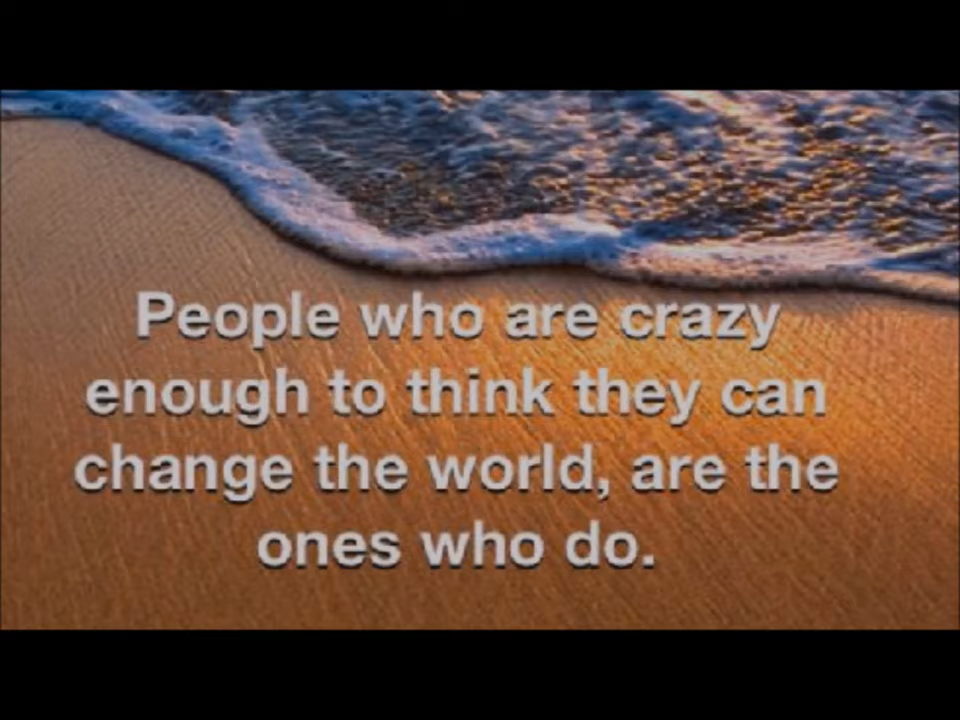 People who are crazy
enough to think they can
change the world, are the
ones who do.